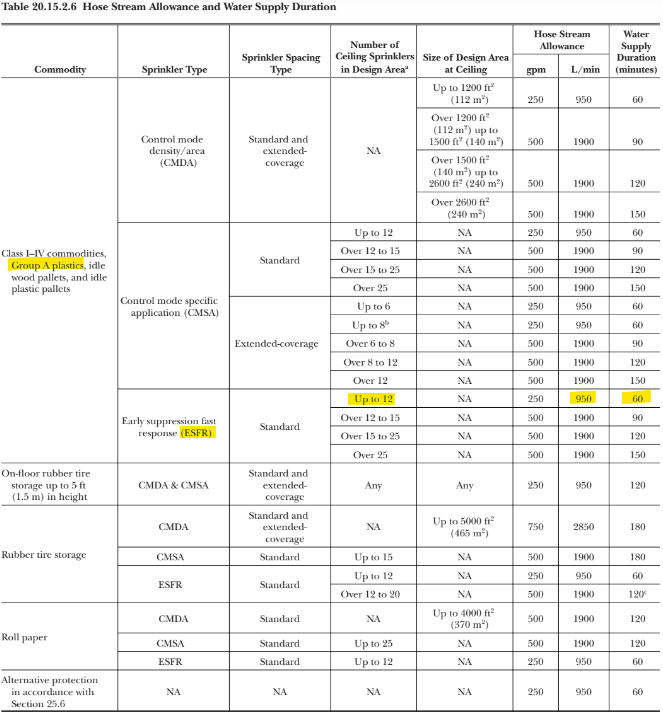 Table 20.15.2.6 Hose Stream Allowance and Water Supply Duration
Commodity
Sprinkler Type
Sprinkler Spacing
Type
Number of
Ceiling Sprinklers
in Design Areaᵃ
Size of Design Area
at Ceiling
Hose Stream
Allowance
gpm
L/min
Water
Supply
Duration
(minutes)
Class I–IV commodities,
Group A plastics, idle
wood pallets, and idle
plastic pallets
Control mode
density/area
(CMDA)
Standard and
extended-
coverage
NA
Up to 1200 ft²
(112 m²) 250 950 60
Over 1200 ft²
(112 m²) up to
1500 ft² (140 m²) 500 1900 90
Over 1500 ft²
(140 m²) up to
2600 ft² (240 m²) 500 1900 120
Over 2600 ft²
(240 m²) 500 1900 150
Control mode specific
application (CMSA)
Standard
Up to 12 NA 250 950 60
Over 12 to 15 NA 500 1900 90
Over 15 to 25 NA 500 1900 120
Over 25 NA 500 1900 150
Extended-coverage
Up to 6 NA 250 950 60
Up to 8ᵇ NA 250 950 60
Over 6 to 8 NA 500 1900 90
Over 8 to 12 NA 500 1900 120
Over 12 NA 500 1900 150
Early suppression fast
response (ESFR)
Standard
Up to 12 NA 250 950 60
Over 12 to 15 NA 500 1900 90
Over 15 to 25 NA 500 1900 120
Over 25 NA 500 1900 150
On-floor rubber tire
storage up to 5 ft
(1.5 m) in height
CMDA & CMSA
Standard and
extended-
coverage
Any Any 250 950 120
Rubber tire storage
CMDA
Standard and
extended-
coverage
NA
Up to 5000 ft²
(465 m²)
750 2850 180
CMSA Standard Up to 15 NA 500 1900 180
ESFR Standard
Up to 12 NA 250 950 60
Over 12 to 20 NA 500 1900 120ᶜ
Roll paper
CMDA Standard NA
Up to 4000 ft²
(370 m²)
500 1900 120
CMSA Standard Up to 25 NA 500 1900 120
ESFR Standard Up to 12 NA 250 950 60
Alternative protection
in accordance with
Section 25.6
NA NA NA NA 250 950 60